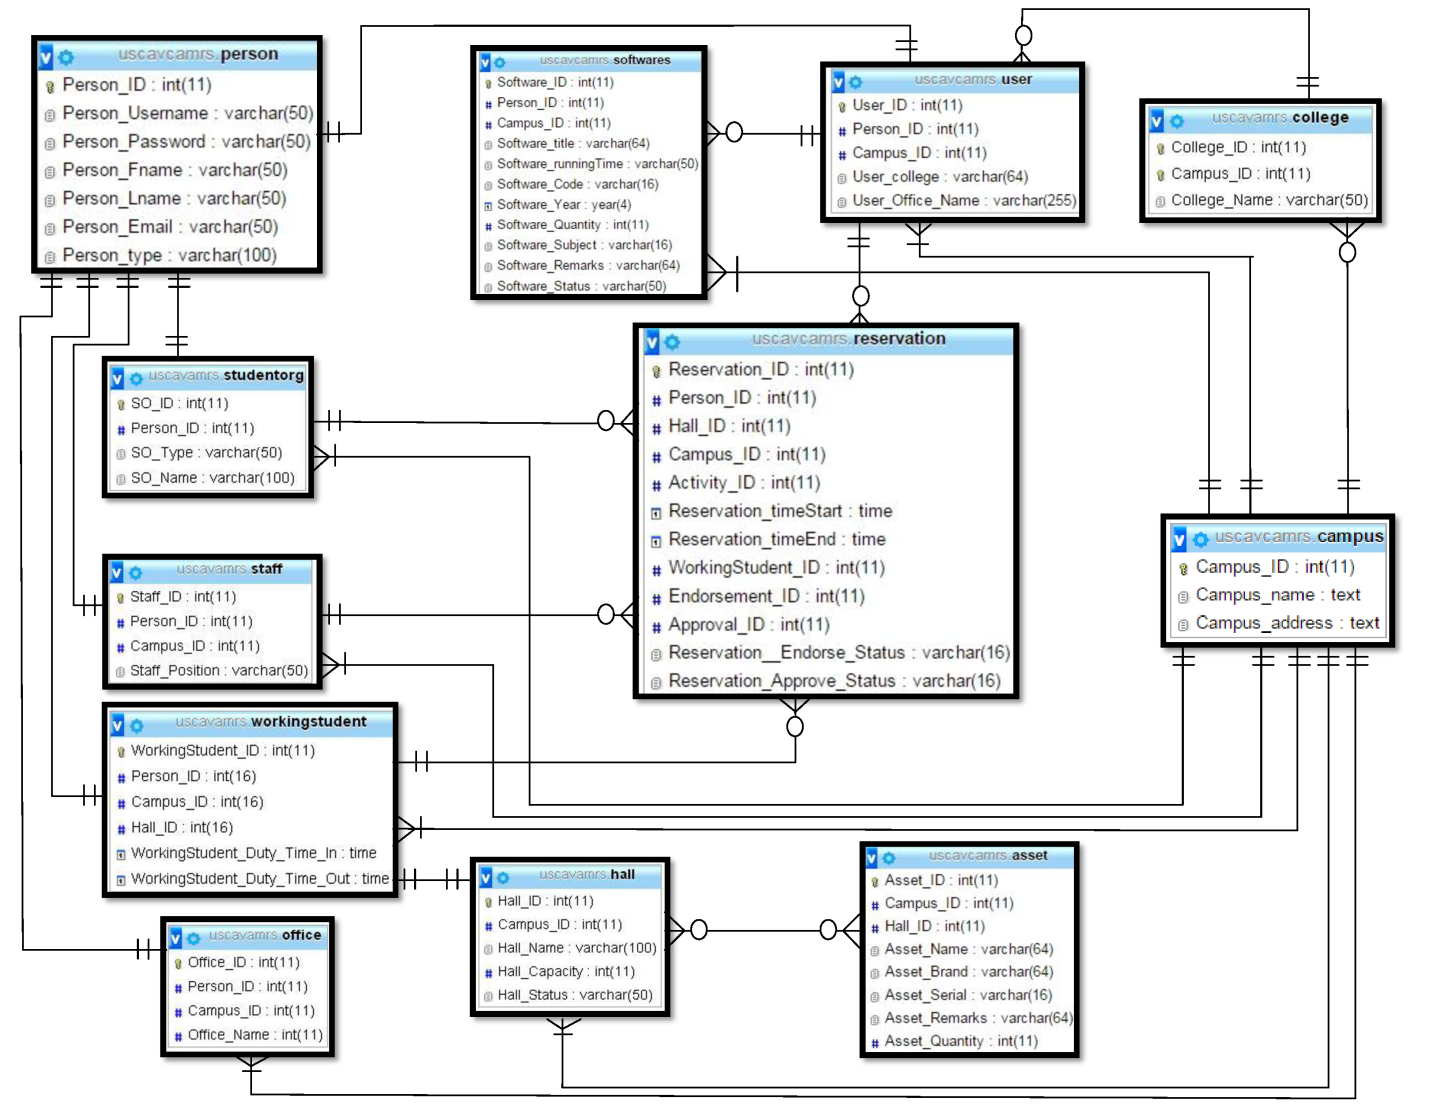 uscavcamrs.person
Person_ID : int(11)
Person_Username : varchar(50)
Person_Password : varchar(50)
Person_Fname : varchar(50)
Person_Lname : varchar(50)
Person_Email : varchar(50)
Person_type : varchar(100)
uscavcamrs.softwares
Software_ID : int(11)
Person_ID : int(11)
Campus_ID : int(11)
Software_title : varchar(64)
Software_runningTime : varchar(50)
Software_Code : varchar(16)
Software_Year : year(4)
Software_Quantity : int(11)
Software_Subject : varchar(16)
Software_Remarks : varchar(64)
Software_Status : varchar(50)
uscavcamrs.user
User_ID : int(11)
Person_ID : int(11)
Campus_ID : int(11)
User_college : varchar(64)
User_Office_Name : varchar(255)
uscavamrs.college
College_ID : int(11)
Campus_ID : int(11)
College_Name : varchar(50)
uscavamrs.studentorg
SO_ID : int(11)
Person_ID : int(11)
SO_Type : varchar(50)
SO_Name : varchar(100)
uscavcamrs.reservation
Reservation_ID : int(11)
Person_ID : int(11)
Hall_ID : int(11)
Campus_ID : int(11)
Activity_ID : int(11)
Reservation_timeStart : time
Reservation_timeEnd : time
WorkingStudent_ID : int(11)
Endorsement_ID : int(11)
Approval_ID : int(11)
Reservation__Endorse_Status : varchar(16)
Reservation_Approve_Status : varchar(16)
uscavcamrs.campus
Campus_ID : int(11)
Campus_name : text
Campus_address : text
uscavamrs.staff
Staff_ID : int(11)
Person_ID : int(11)
Campus_ID : int(11)
Staff_Position : varchar(50)
uscavamrs.workingstudent
WorkingStudent_ID : int(11)
Person_ID : int(16)
Campus_ID : int(16)
Hall_ID : int(16)
WorkingStudent_Duty_Time_In : time
WorkingStudent_Duty_Time_Out : time
uscavamrs.hall
Hall_ID : int(11)
Campus_ID : int(11)
Hall_Name : varchar(100)
Hall_Capacity : int(11)
Hall_Status : varchar(50)
uscavcamrs.asset
Asset_ID : int(11)
Campus_ID : int(11)
Hall_ID : int(11)
Asset_Name : varchar(64)
Asset_Brand : varchar(64)
Asset_Serial : varchar(16)
Asset_Remarks : varchar(64)
Asset_Quantity : int(11)
uscavamrs.office
Office_ID : int(11)
Person_ID : int(11)
Campus_ID : int(11)
Office_Name : int(11)